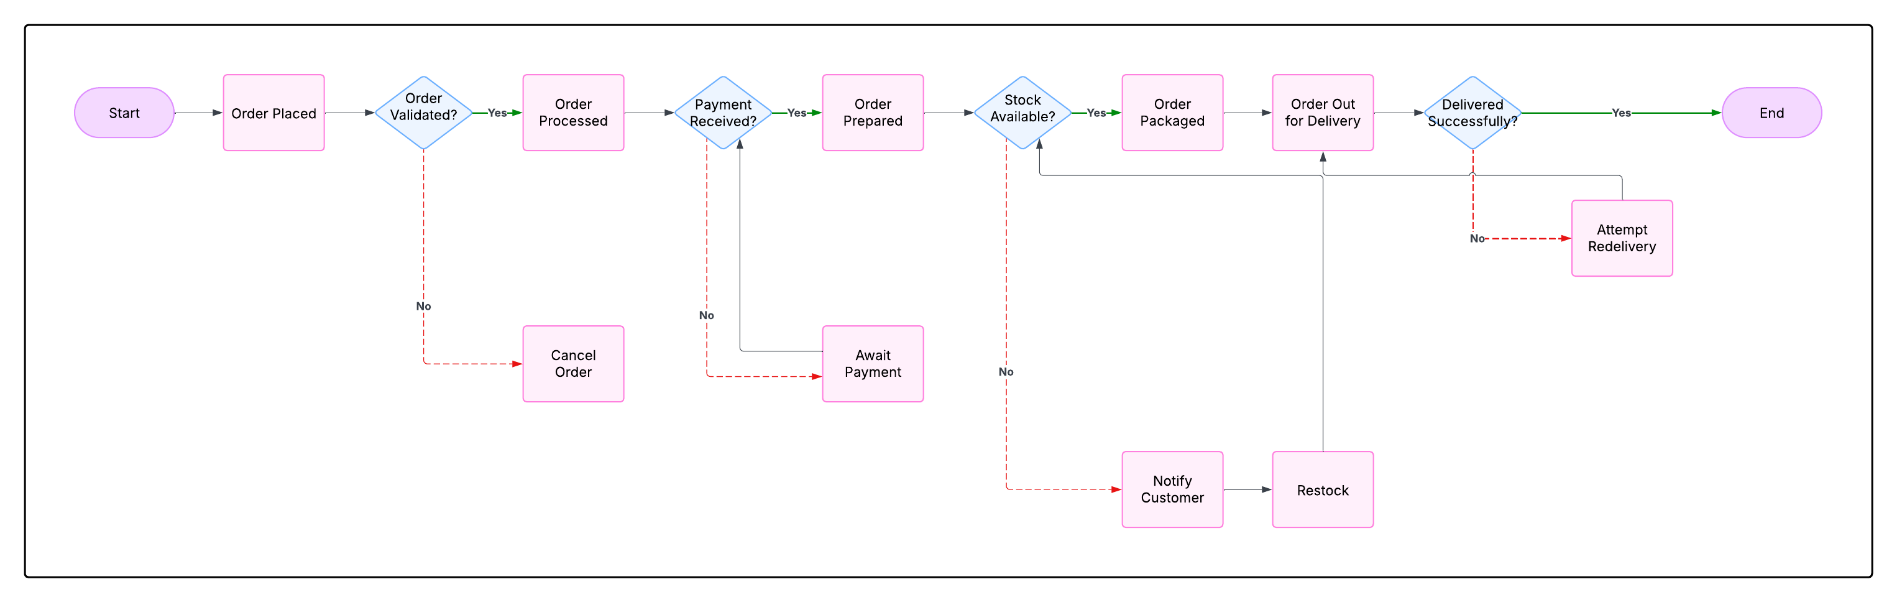 Start
Order Placed
Order
Validated?
Yes
Order
Processed
Payment
Received?
Yes
Order
Prepared
Stock
Available?
Yes
Order
Packaged
Order Out
for Delivery
Delivered
Successfully?
Yes
End
No
Attempt
Redelivery
No
Cancel
Order
No
Await
Payment
No
Notify
Customer
Restock